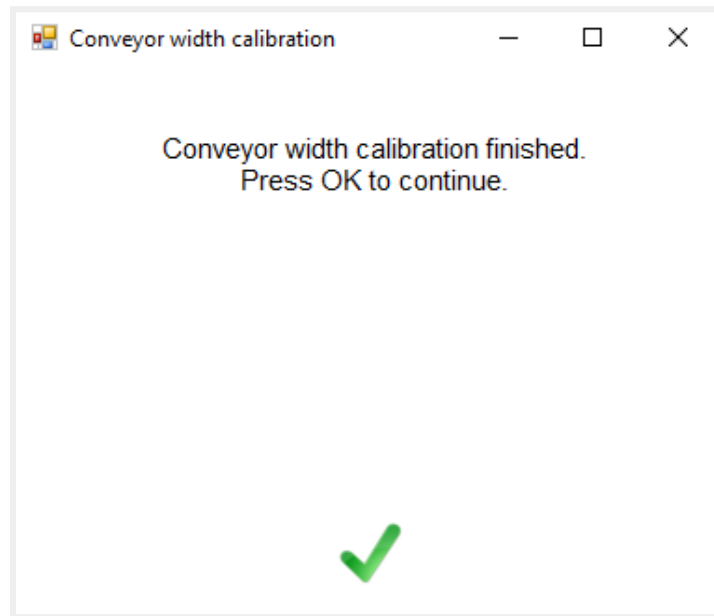 Conveyor width calibration
Conveyor width calibration finished.
Press OK to continue.